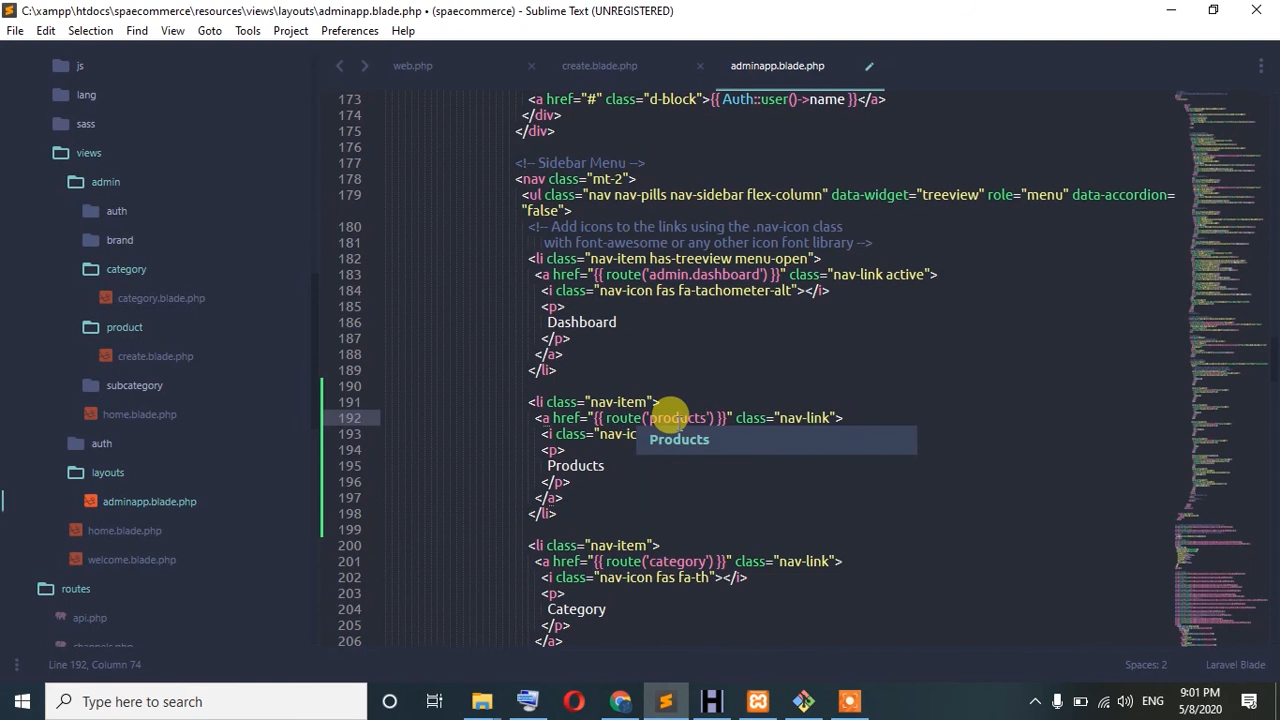 C:\xampp\htdocs\spaecommerce\resources\views\layouts\adminapp.blade.php • (spaecommerce) - Sublime Text (UNREGISTERED)
File Edit Selection Find View Goto Tools Project Preferences Help
js
lang
sass
views
admin
auth
brand
category
category.blade.php
product
create.blade.php
subcategory
home.blade.php
auth
layouts
adminapp.blade.php
home.blade.php
welcome.blade.php
routes
api.php
web.php × create.blade.php × adminapp.blade.php
173 <a href="#" class="d-block">{{ Auth::user()->name }}</a>
174 </div>
175 </div>
176
177 <!-- Sidebar Menu -->
178 <nav class="mt-2">
179 <ul class="nav nav-pills nav-sidebar flex-column" data-widget="treeview" role="menu" data-accordion=
"false">
180 <!-- Add icons to the links using the .nav-icon class
181 with font-awesome or any other icon font library -->
182 <li class="nav-item has-treeview menu-open">
183 <a href="{{ route('admin.dashboard') }}" class="nav-link active">
184 <i class="nav-icon fas fa-tachometer-alt"></i>
185 <p>
186 Dashboard
187 </p>
188 </a>
189 </li>
190
191 <li class="nav-item">
192 <a href="{{ route('products') }}" class="nav-link">
193 <i class="nav-ic
Products
194 <p>
195 Products
196 </p>
197 </a>
198 </li>
199
200 <li class="nav-item">
201 <a href="{{ route('category') }}" class="nav-link">
202 <i class="nav-icon fas fa-th"></i>
203 <p>
204 Category
205 </p>
206 </a>
Line 192, Column 74 Spaces: 2 Laravel Blade
Type here to search
ENG
9:01 PM
5/8/2020